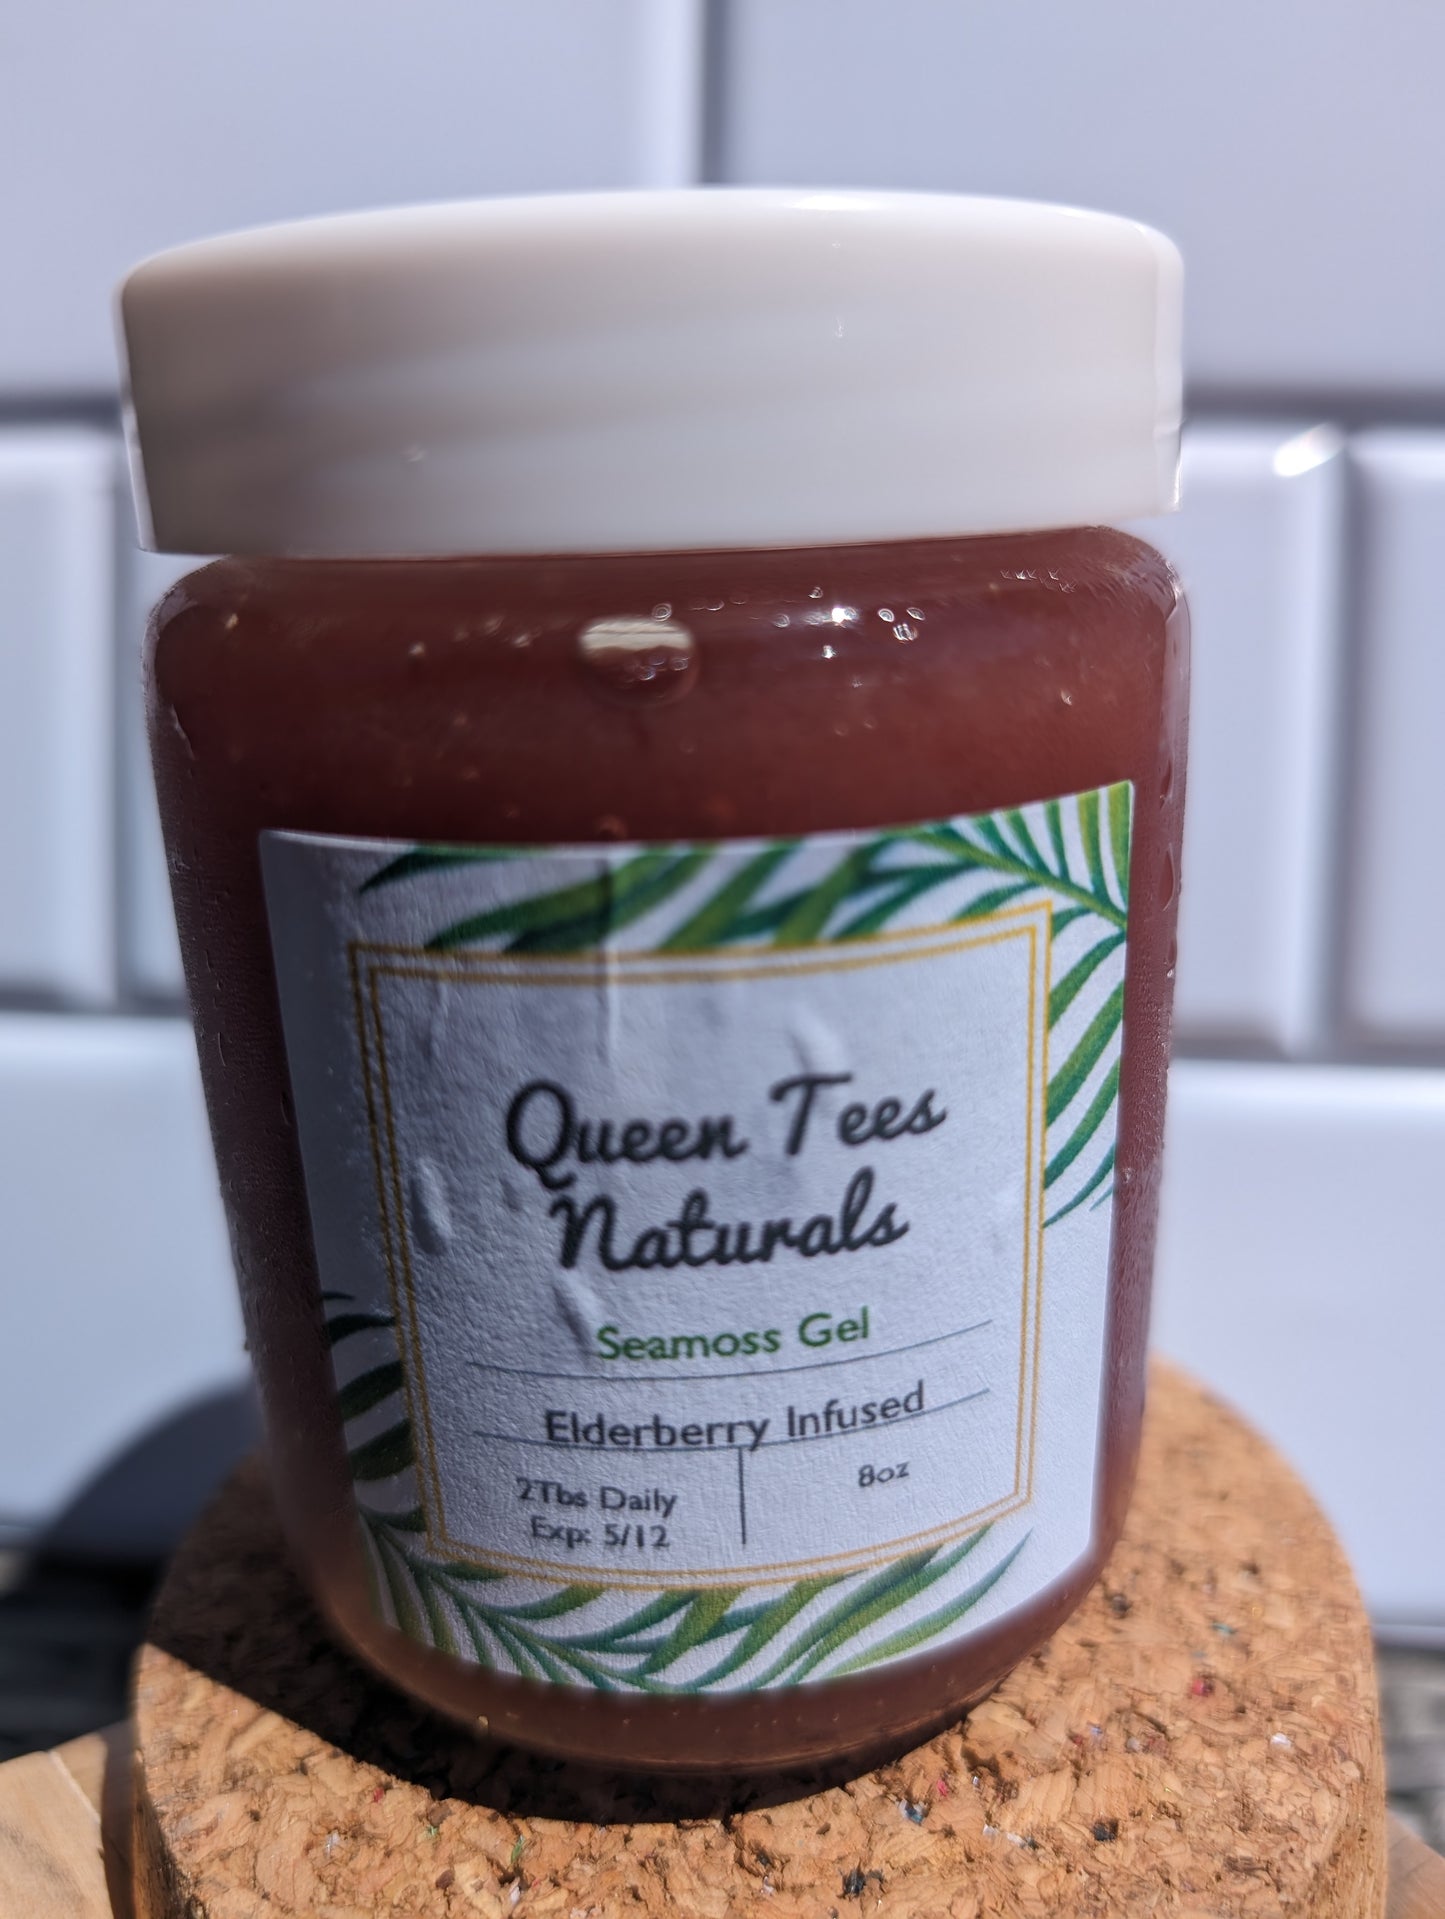 Queen Tees
Naturals
Seamoss Gel
Elderberry Infused
2Tbs Daily
Exp: 5/12
8oz